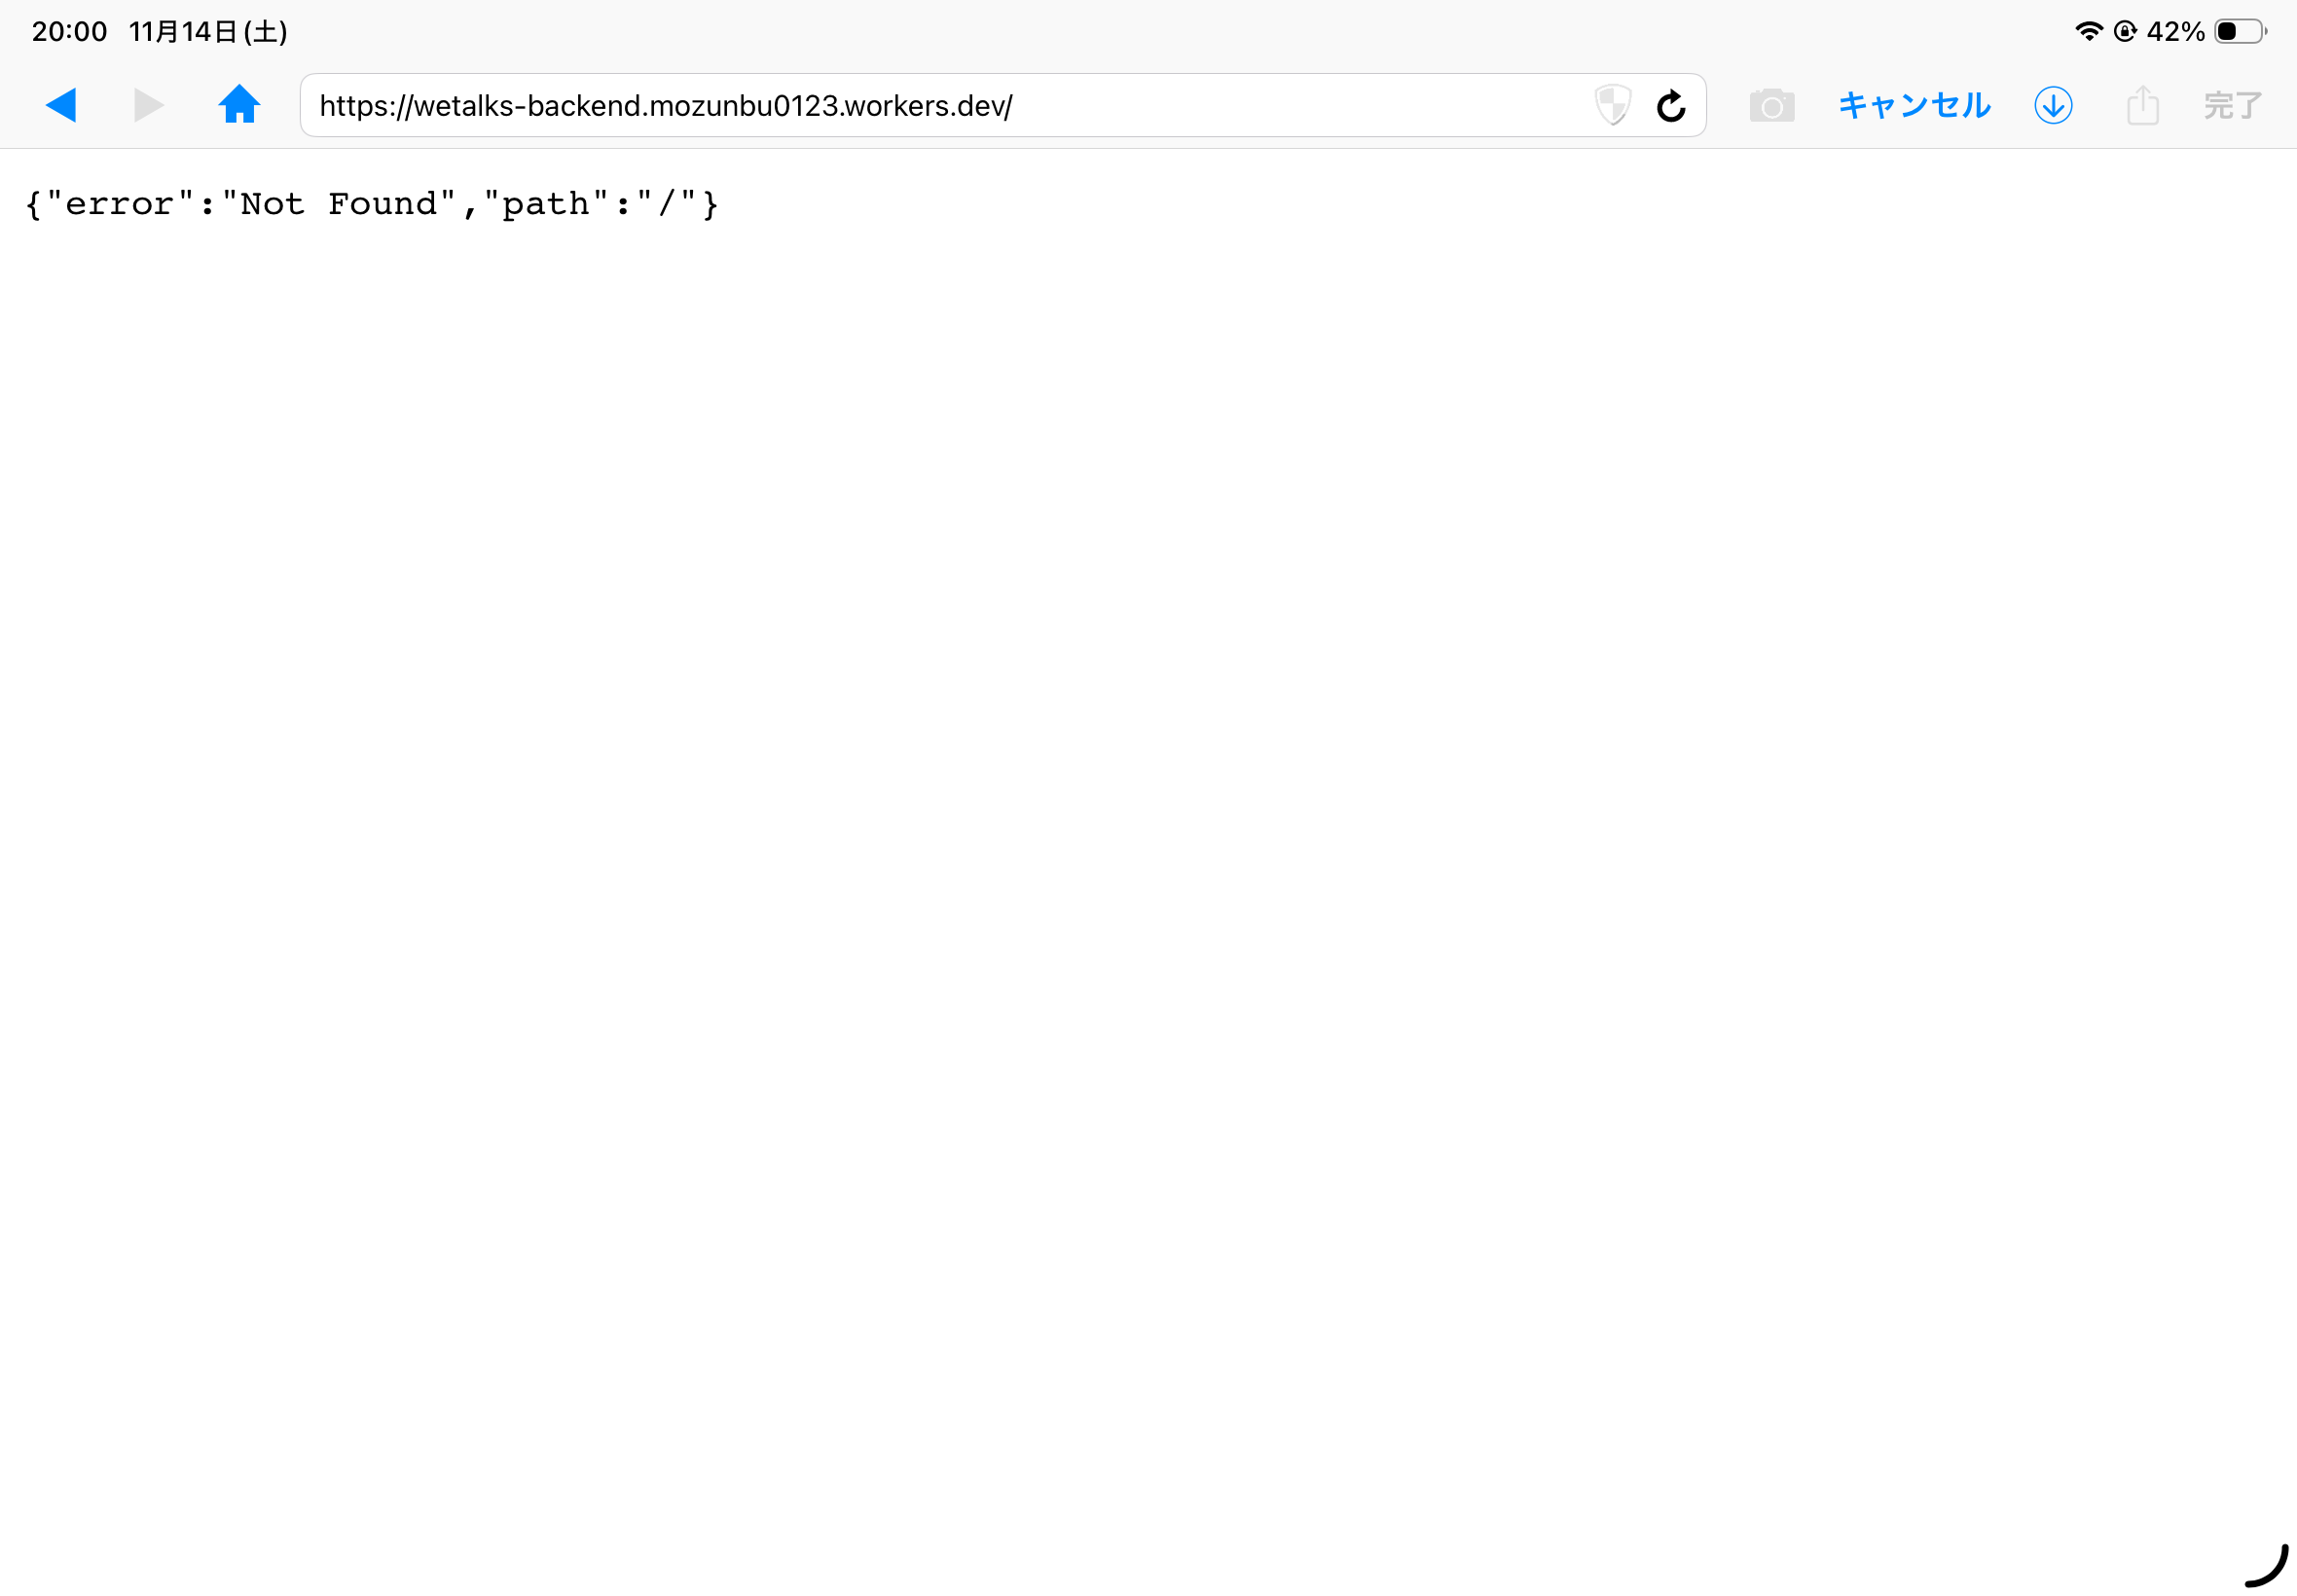 20:00 11月14日(土) 42%
https://wetalks-backend.mozunbu0123.workers.dev/ キャンセル 完了
{"error":"Not Found","path":"/"}